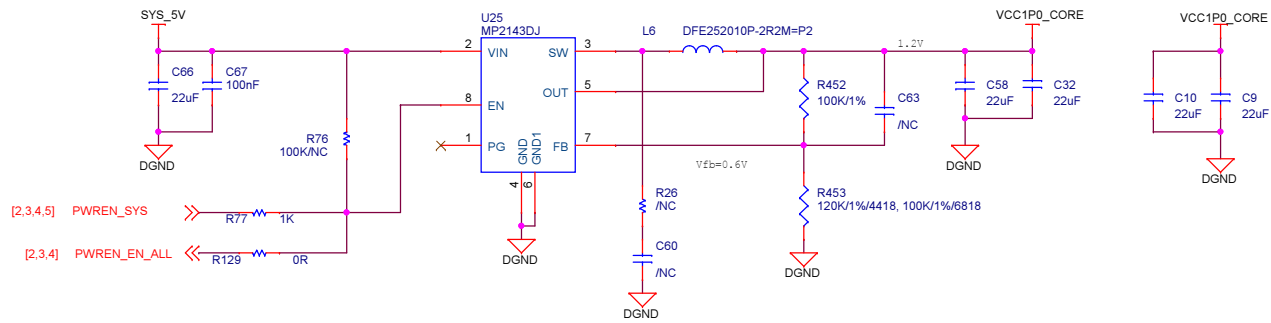 SYS_5V
U25
MP2143DJ
L6
DFE252010P-2R2M=P2
VCC1P0_CORE
VCC1P0_CORE
1.2V
2
VIN
SW
3
C66
22uF
C67
100nF
OUT
5
R452
100K/1%
C63
/NC
C58
22uF
C32
22uF
C10
22uF
C9
22uF
8
EN
R76
100K/NC
1
PG
GND
GND1
FB
7
DGND
Vfb=0.6V
DGND
DGND
4
6
R26
/NC
R453
120K/1%/4418, 100K/1%/6818
[2,3,4,5]
PWREN_SYS
R77
1K
DGND
C60
/NC
[2,3,4]
PWREN_EN_ALL
R129
0R
DGND
DGND